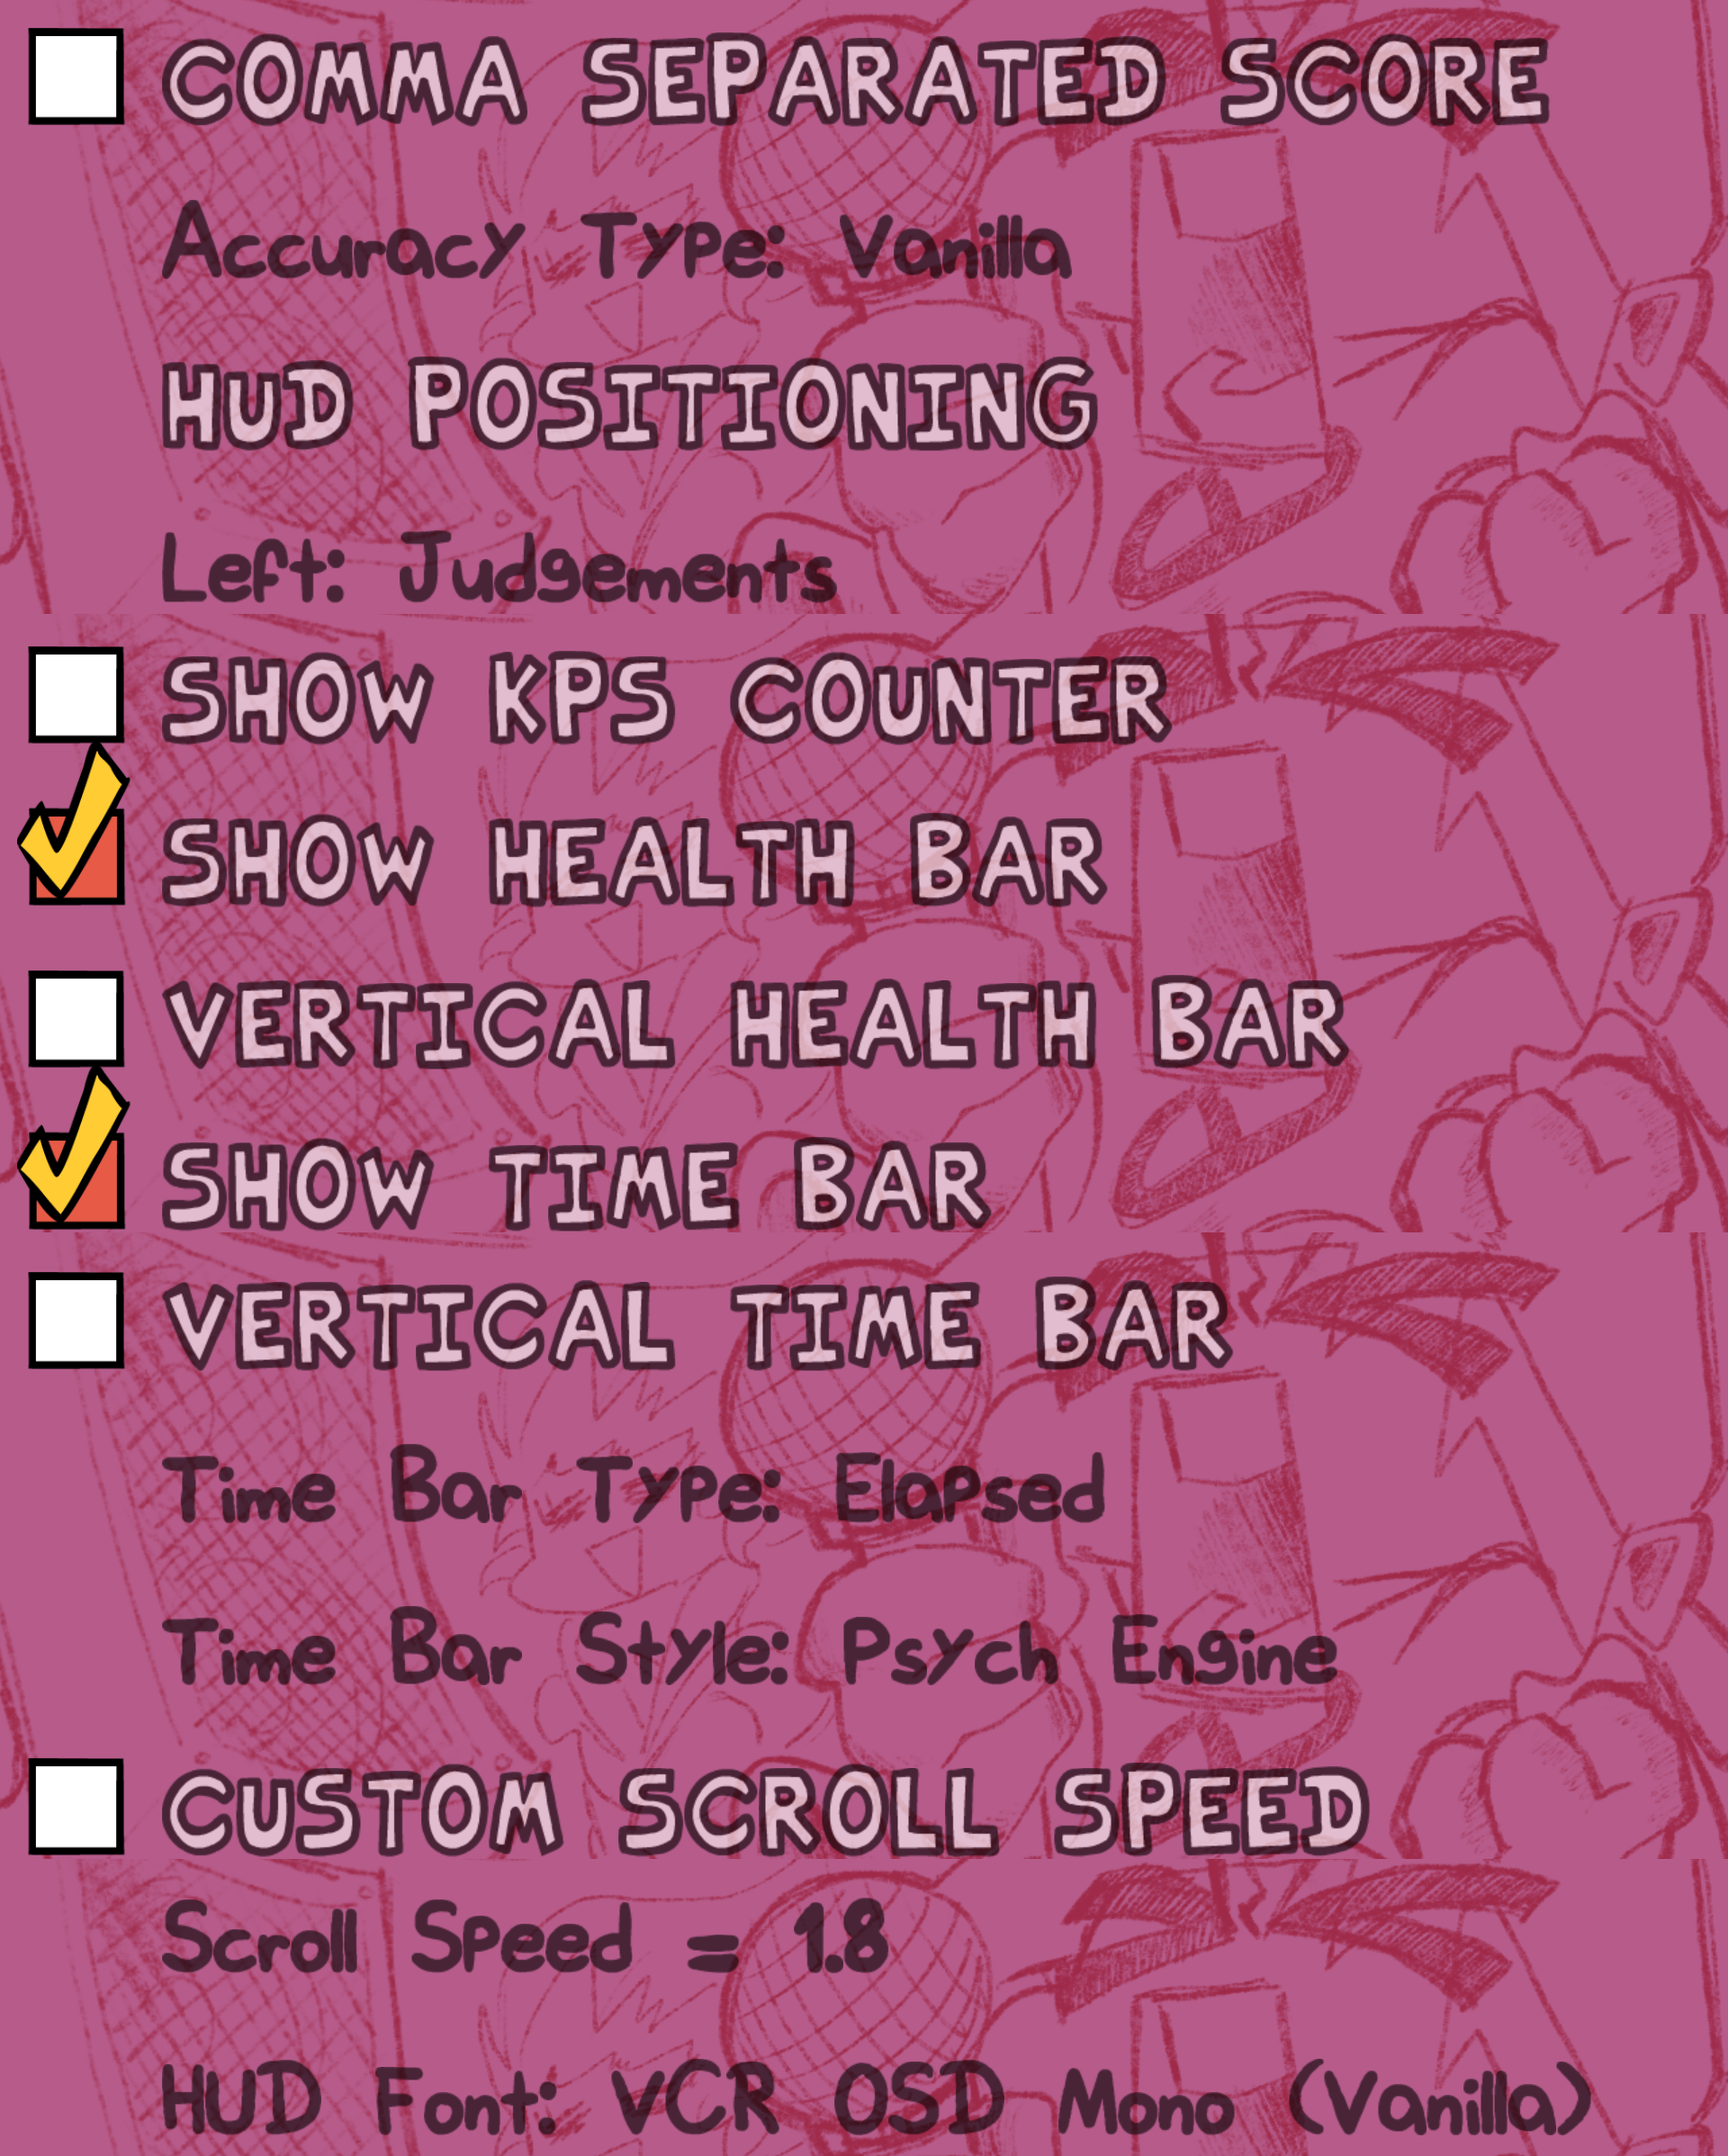 COMMA SEPARATED SCORE
Accuracy Type: Vanilla
HUD POSITIONING
Left: Judgements
SHOW KPS COUNTER
SHOW HEALTH BAR
VERTICAL HEALTH BAR
SHOW TIME BAR
VERTICAL TIME BAR
Time Bar Type: Elapsed
Time Bar Style: Psych Engine
CUSTOM SCROLL SPEED
Scroll Speed = 1.8
HUD Font: VCR OSD Mono (Vanilla)